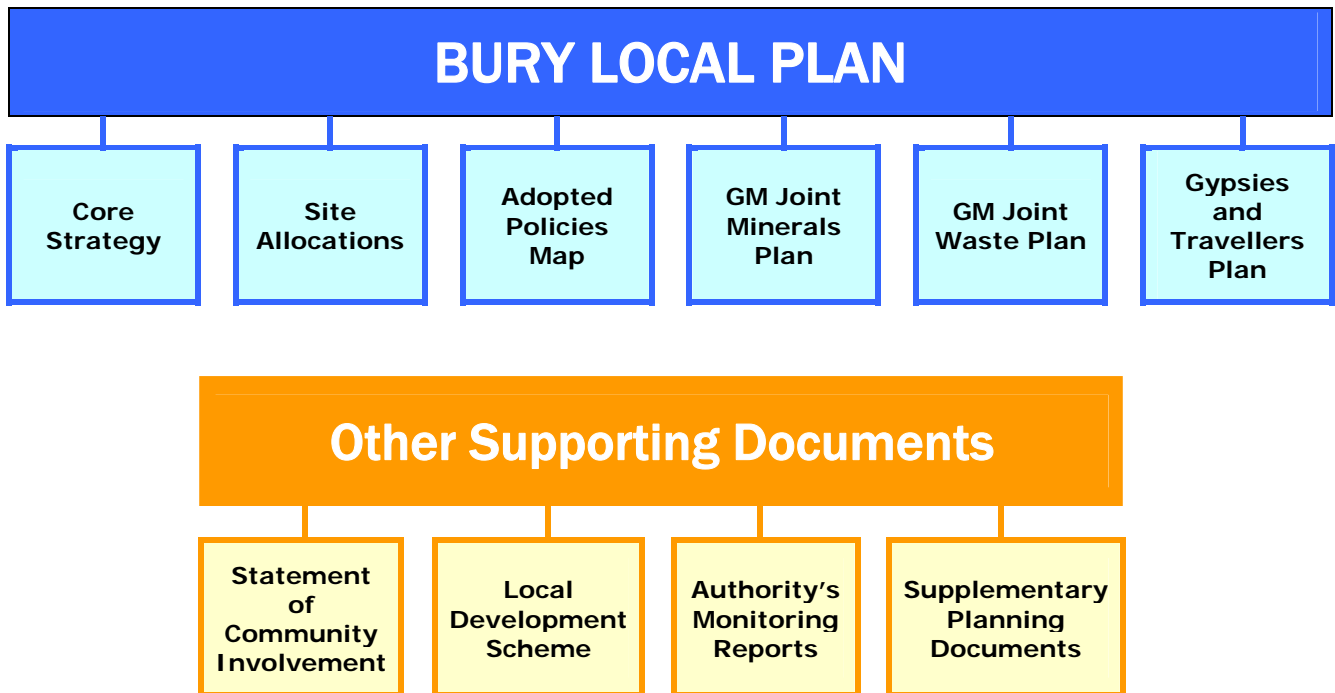 BURY LOCAL PLAN
Core
Strategy
Site
Allocations
Adopted
Policies
Map
GM Joint
Minerals
Plan
GM Joint
Waste Plan
Gypsies
and
Travellers
Plan
Other Supporting Documents
Statement
of
Community
Involvement
Local
Development
Scheme
Authority's
Monitoring
Reports
Supplementary
Planning
Documents